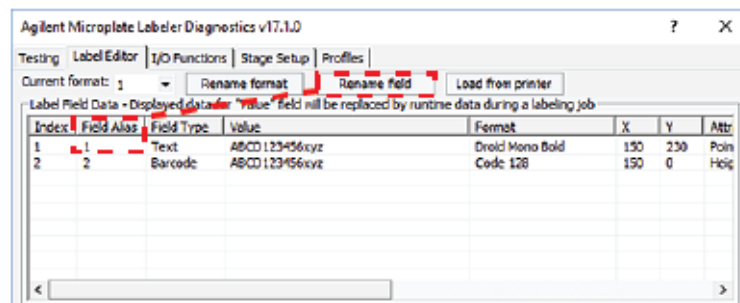 Agilent Microplate Labeler Diagnostics v17.1.0 ? X
Testing Label Editor I/O Functions Stage Setup Profiles
Current format: 1 Rename format Rename field Load from printer
Label Field Data - Displayed data for "Value" field will be replaced by runtime data during a labeling job
Index Field Alias Field Type Value Format X Y Attri
1 1 Text ABCD123456xyz Droid Mono Bold 150 230 Poin
2 2 Barcode ABCD123456xyz Code 128 150 0 Heig